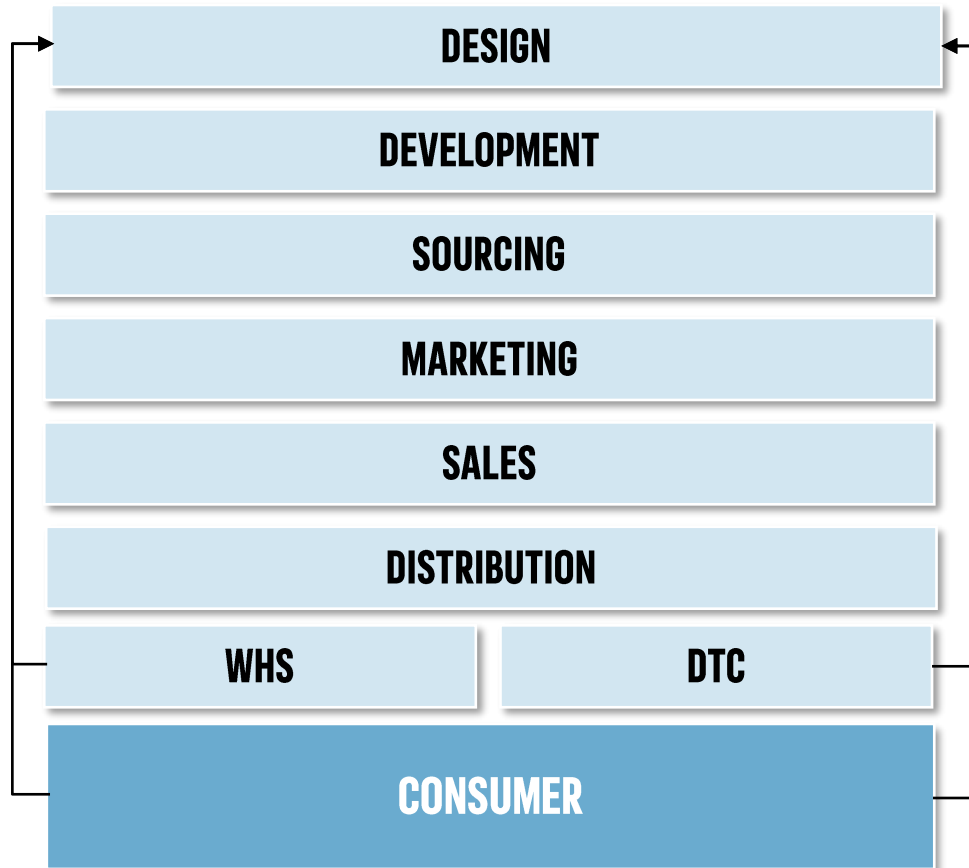 DESIGN
DEVELOPMENT
SOURCING
MARKETING
SALES
DISTRIBUTION
WHS
DTC
CONSUMER